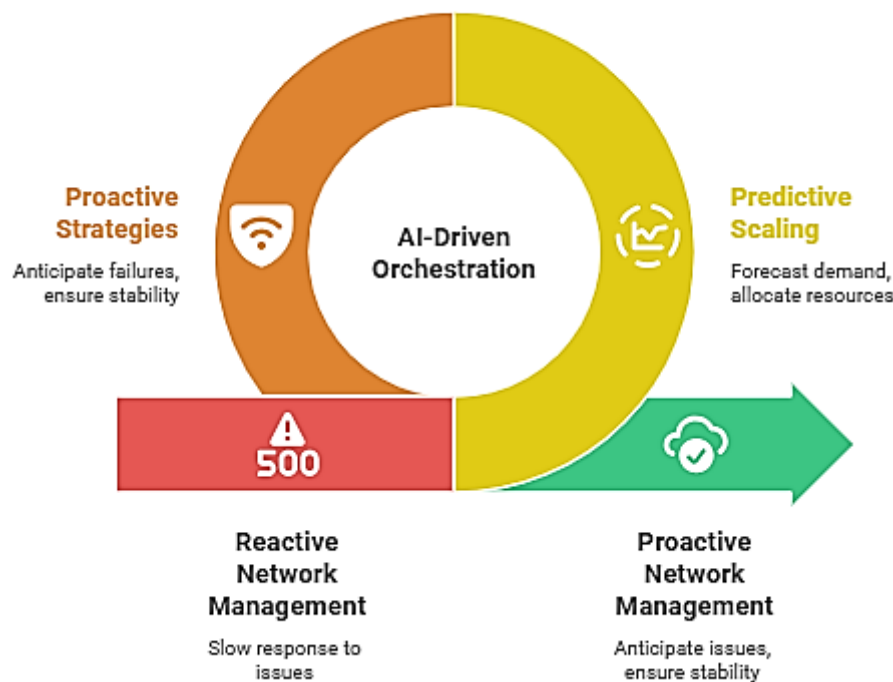 Proactive
Strategies
Anticipate failures,
ensure stability
AI-Driven
Orchestration
Predictive
Scaling
Forecast demand,
allocate resources
500
Reactive
Network
Management
Slow response to
issues
Proactive
Network
Management
Anticipate issues,
ensure stability